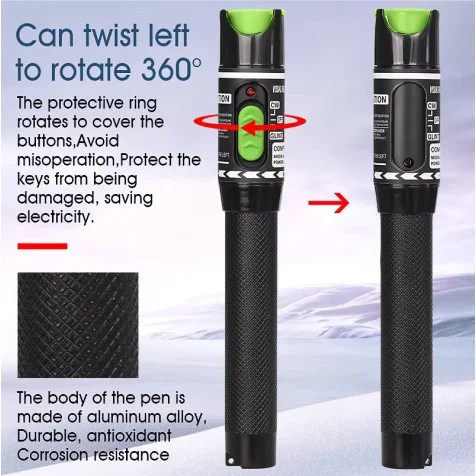 Can twist left
to rotate 360°
The protective ring
rotates to cover the
buttons,Avoid
misoperation,Protect the
keys from being
damaged, saving
electricity.
The body of the pen is
made of aluminum alloy,
Durable, antioxidant
Corrosion resistance